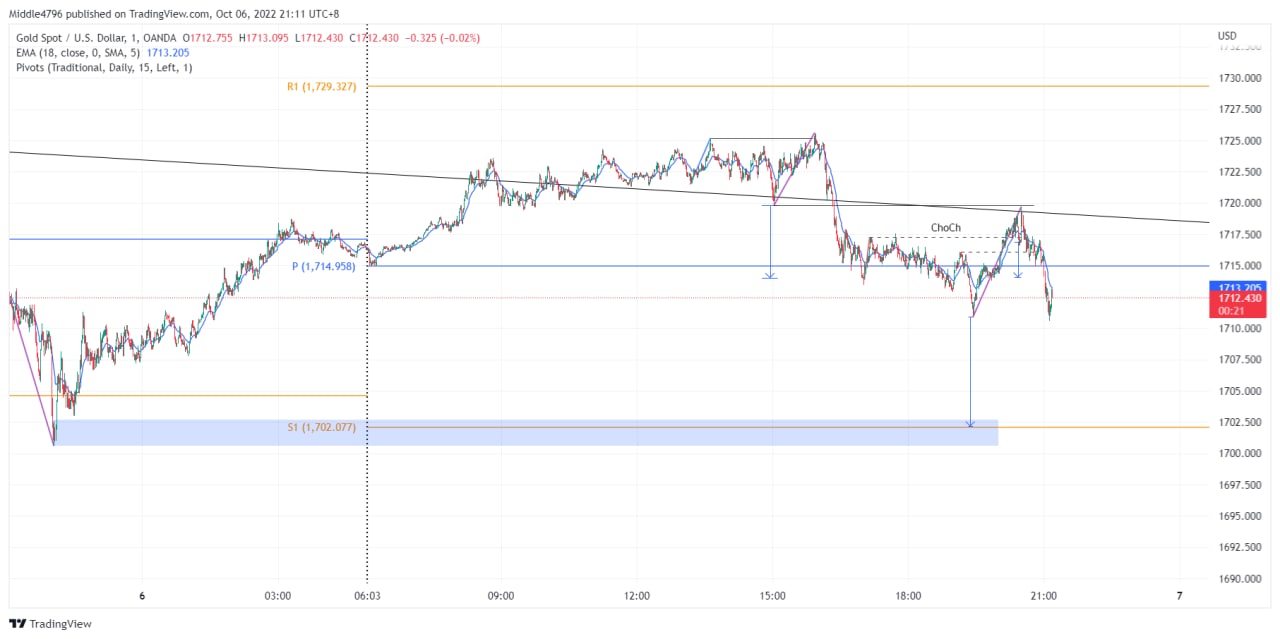 Middle4796 published on TradingView.com, Oct 06, 2022 21:11 UTC+8
Gold Spot / U.S. Dollar, 1, OANDA O1712.755 H1713.095 L1712.430 C1712.430 −0.325 (−0.02%)
USD
EMA (18, close, 0, SMA, 5) 1713.205
1732.500
Pivots (Traditional, Daily, 15, Left, 1)
1730.000
R1 (1,729.327)
1727.500
1725.000
1722.500
1720.000
ChoCh
1717.500
P (1,714.958)
1715.000
1713.205
1712.430
00:21
1710.000
1707.500
1705.000
1702.500
S1 (1,702.077)
1700.000
1697.500
1695.000
1692.500
1690.000
6 03:00 06:03 09:00 12:00 15:00 18:00 21:00 7
TradingView